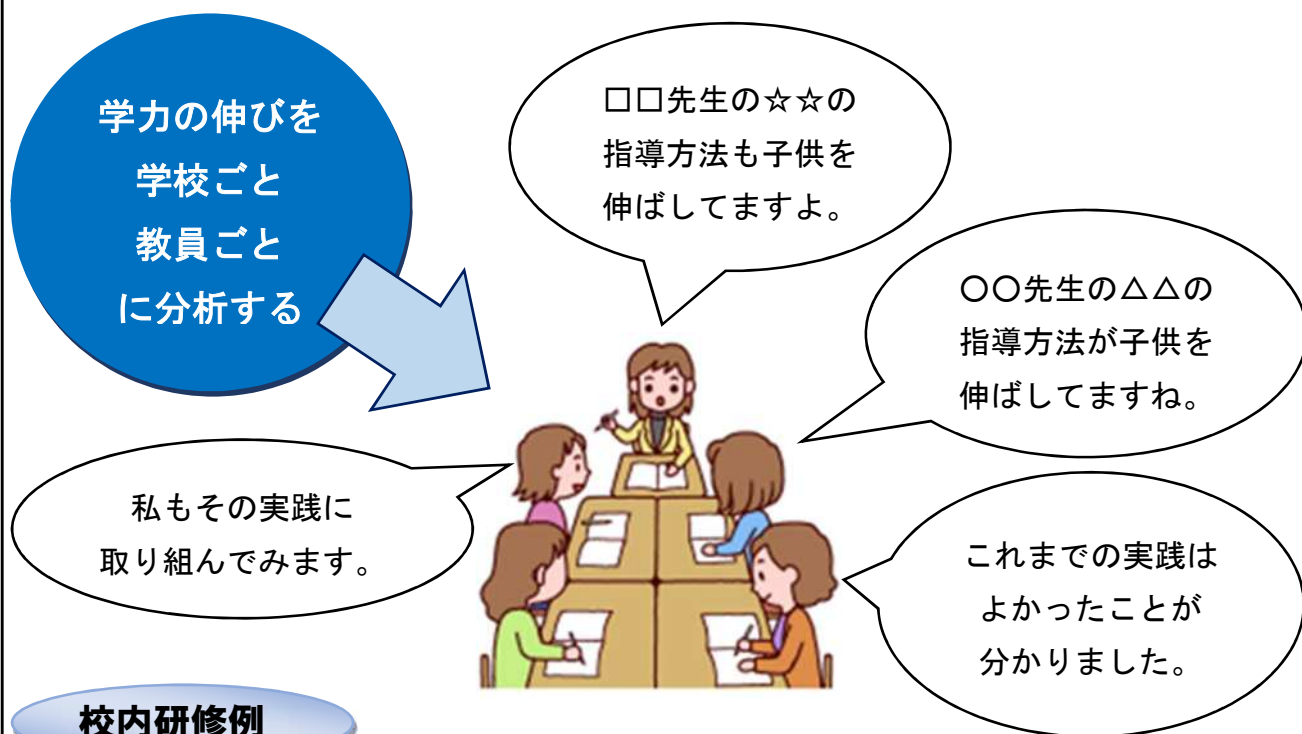 学力の伸びを
学校ごと
教員ごと
に分析する
□□先生の☆☆の
指導方法も子供を
伸ばしてますよ。
〇〇先生の△△の
指導方法が子供を
伸ばしてますね。
私もその実践に
取り組んでみます。
これまでの実践は
よかったことが
分かりました。
校内研修例